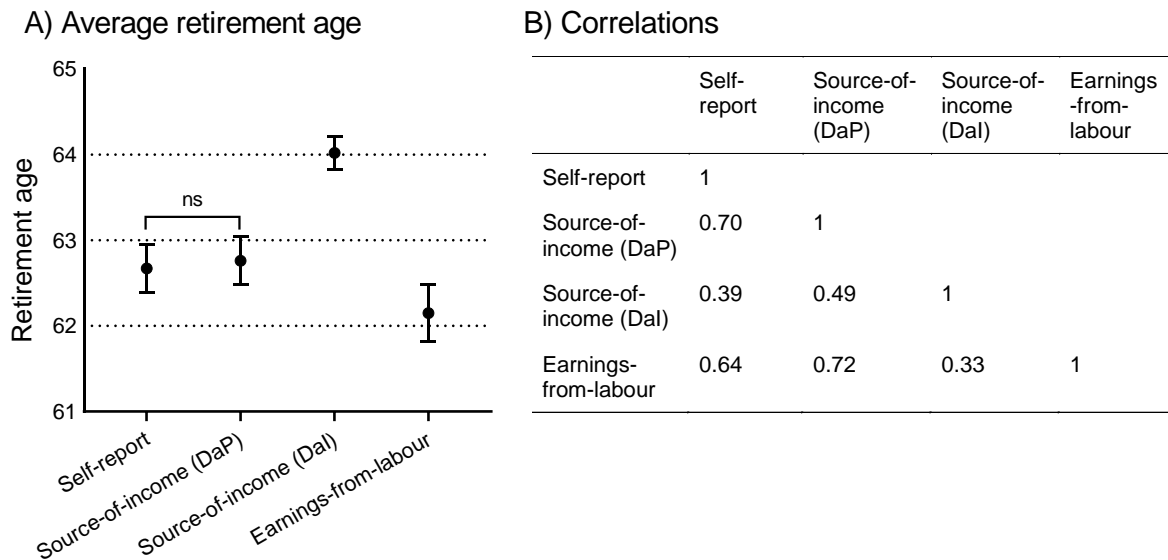 A) Average retirement age
65
64
63
62
61
Retirement age
ns
Self-report
Source-of-income (DaP)
Source-of-income (DaI)
Earnings-from-labour
B) Correlations
Self-
report
Source-of-
income
(DaP)
Source-of-
income
(DaI)
Earnings
-from-
labour
Self-report 1
Source-of-
income (DaP) 0.70 1
Source-of-
income (DaI) 0.39 0.49 1
Earnings-
from-labour 0.64 0.72 0.33 1